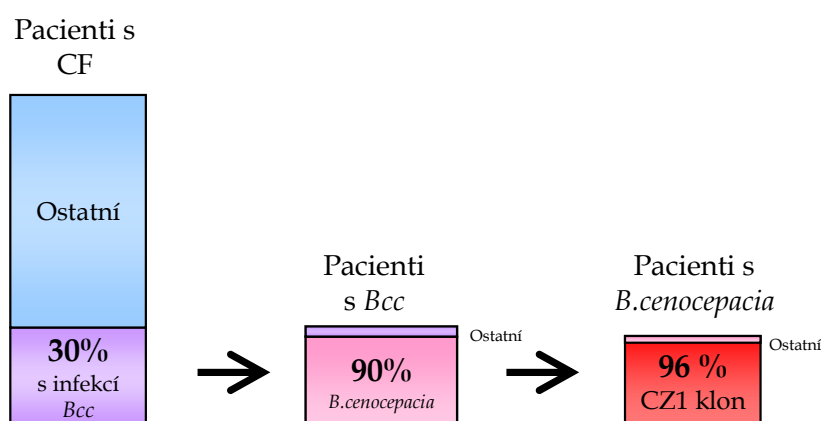 Pacienti s
CF
Ostatní
30%
s infekcí
Bcc
Pacienti
s Bcc
Ostatní
90%
B.cenocepacia
Pacienti s
B.cenocepacia
Ostatní
96 %
CZ1 klon